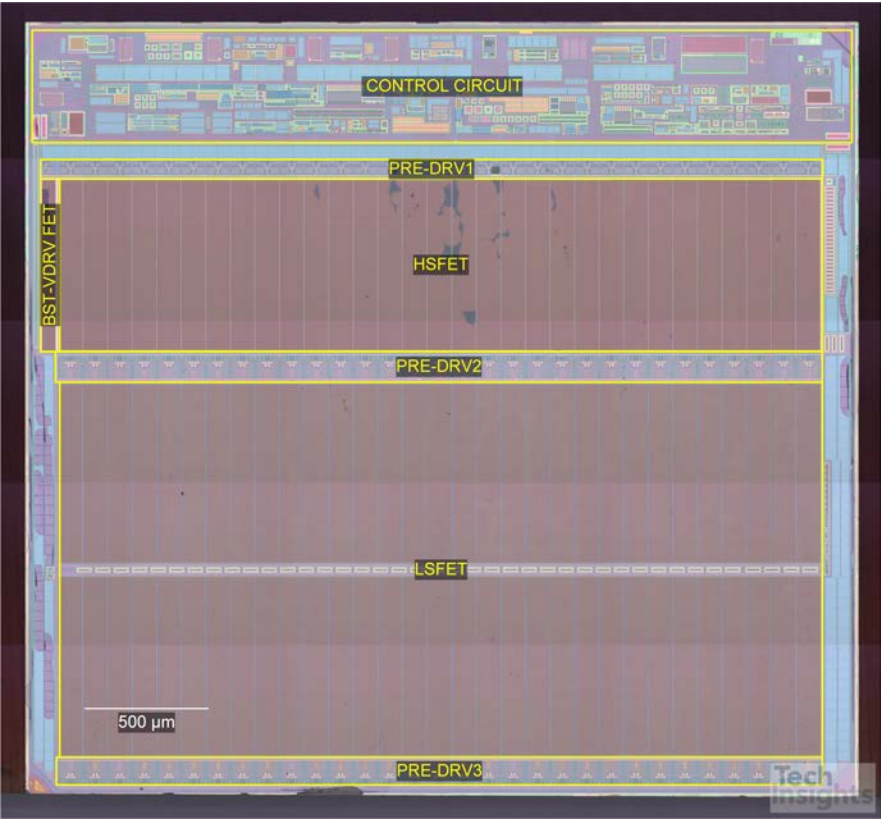 CONTROL CIRCUIT
PRE-DRV1
BST-VDRV FET
HSFET
PRE-DRV2
LSFET
500 µm
PRE-DRV3
Tech
Insights